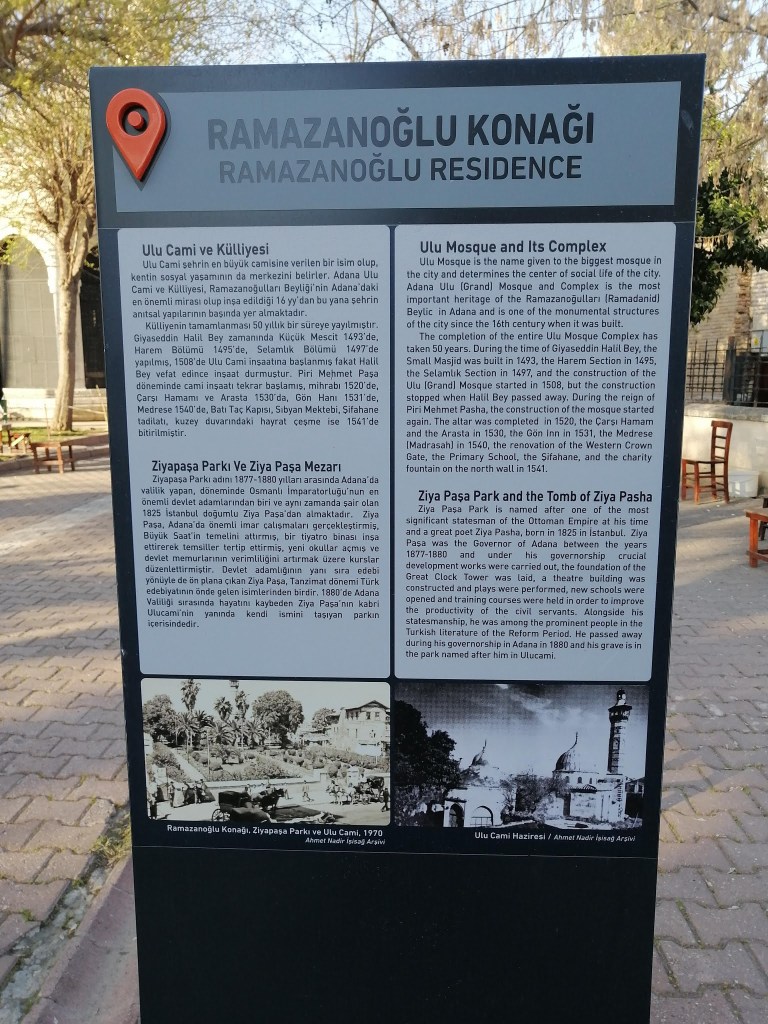 RAMAZANOĞLU KONAĞI
RAMAZANOĞLU RESIDENCE
Ulu Cami ve Külliyesi
Ulu Cami şehrin en büyük camisine verilen bir isim olup,
kentin sosyal yaşamının da merkezini belirler. Adana Ulu
Cami ve Külliyesi, Ramazanoğulları Beyliği'nin Adana'daki
en önemli mirası olup inşa edildiği 16 yy'dan bu yana şehrin
anıtsal yapılarının başında yer almaktadır.
Külliyenin tamamlanması 50 yıllık bir süreye yayılmıştır.
Giyaseddin Halil Bey zamanında Küçük Mescit 1493'de,
Harem Bölümü 1495'de, Selamlık Bölümü 1497'de
yapılmış, 1508'de Ulu Cami inşaatına başlanmış fakat Halil
Bey vefat edince inşaat durmuştur. Piri Mehmet Paşa
döneminde cami inşaatı tekrar başlamış, mihrabı 1520'de,
Çarşı Hamamı ve Arasta 1530'da, Gön Hanı 1531'de,
Medrese 1540'de, Batı Taç Kapısı, Sıbyan Mektebi, Şifahane
tadilatı, kuzey duvarındaki hayrat çeşme ise 1541'de
bitirilmiştir.
Ziyapaşa Parkı Ve Ziya Paşa Mezarı
Ziyapaşa Parkı adını 1877-1880 yılları arasında Adana'da
valilik yapan, döneminde Osmanlı İmparatorluğu'nun en
önemli devlet adamlarından biri ve aynı zamanda şair olan
1825 İstanbul doğumlu Ziya Paşa'dan almaktadır. Ziya
Paşa, Adana'da önemli imar çalışmaları gerçekleştirmiş,
Büyük Saat'in temelini attırmış, bir tiyatro binası inşa
ettirerek temsiller tertip ettirmiş, yeni okullar açmış ve
devlet memurlarının verimliliğini artırmak üzere kurslar
düzenlettirmiştir. Devlet adamlığının yanı sıra edebi
yönüyle de ön plana çıkan Ziya Paşa, Tanzimat dönemi Türk
edebiyatının önde gelen isimlerinden birdir. 1880'de Adana
Valiliği sırasında hayatını kaybeden Ziya Paşa'nın kabri
Ulucami'nin yanında kendi ismini taşıyan parkın
içerisindedir.
Ulu Mosque and Its Complex
Ulu Mosque is the name given to the biggest mosque in
the city and determines the center of social life of the city.
Adana Ulu (Grand) Mosque and Complex is the most
important heritage of the Ramazanoğulları (Ramadanid)
Beylic in Adana and is one of the monumental structures
of the city since the 16th century when it was built.
The completion of the entire Ulu Mosque Complex has
taken 50 years. During the time of Giyaseddin Halil Bey, the
Small Masjid was built in 1493, the Harem Section in 1495,
the Selamlık Section in 1497, and the construction of the
Ulu (Grand) Mosque started in 1508, but the construction
stopped when Halil Bey passed away. During the reign of
Piri Mehmet Pasha, the construction of the mosque started
again. The altar was completed in 1520, the Çarşı Hamam
and the Arasta in 1530, the Gön Inn in 1531, the Medrese
(Madrasah) in 1540, the renovation of the Western Crown
Gate, the Primary School, the Şifahane, and the charity
fountain on the north wall in 1541.
Ziya Paşa Park and the Tomb of Ziya Pasha
Ziya Paşa Park is named after one of the most
significant statesman of the Ottoman Empire at his time
and a great poet Ziya Pasha, born in 1825 in İstanbul. Ziya
Paşa was the Governor of Adana between the years
1877-1880 and under his governorship crucial
development works were carried out, the foundation of the
Great Clock Tower was laid, a theatre building was
constructed and plays were performed, new schools were
opened and training courses were held in order to improve
the productivity of the civil servants. Alongside his
statesmanship, he was among the prominent people in the
Turkish literature of the Reform Period. He passed away
during his governorship in Adana in 1880 and his grave is in
the park named after him in Ulucami.
Ramazanoğlu Konağı, Ziyapaşa Parkı ve Ulu Cami, 1970
Ahmet Nadir İşisağ Arşivi
Ulu Cami Haziresi / Ahmet Nadir İşisağ Arşivi